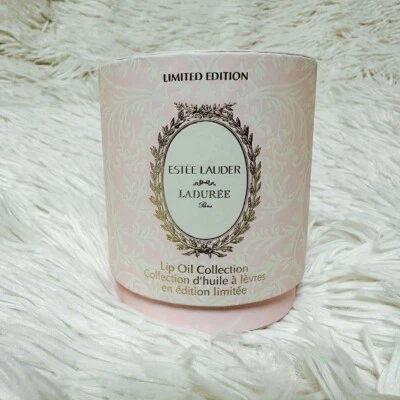 LIMITED EDITION
ESTĒE LAUDER
LADURÉE
Paris
Lip Oil Collection
Collection d'huile à lèvres
en édition limitée